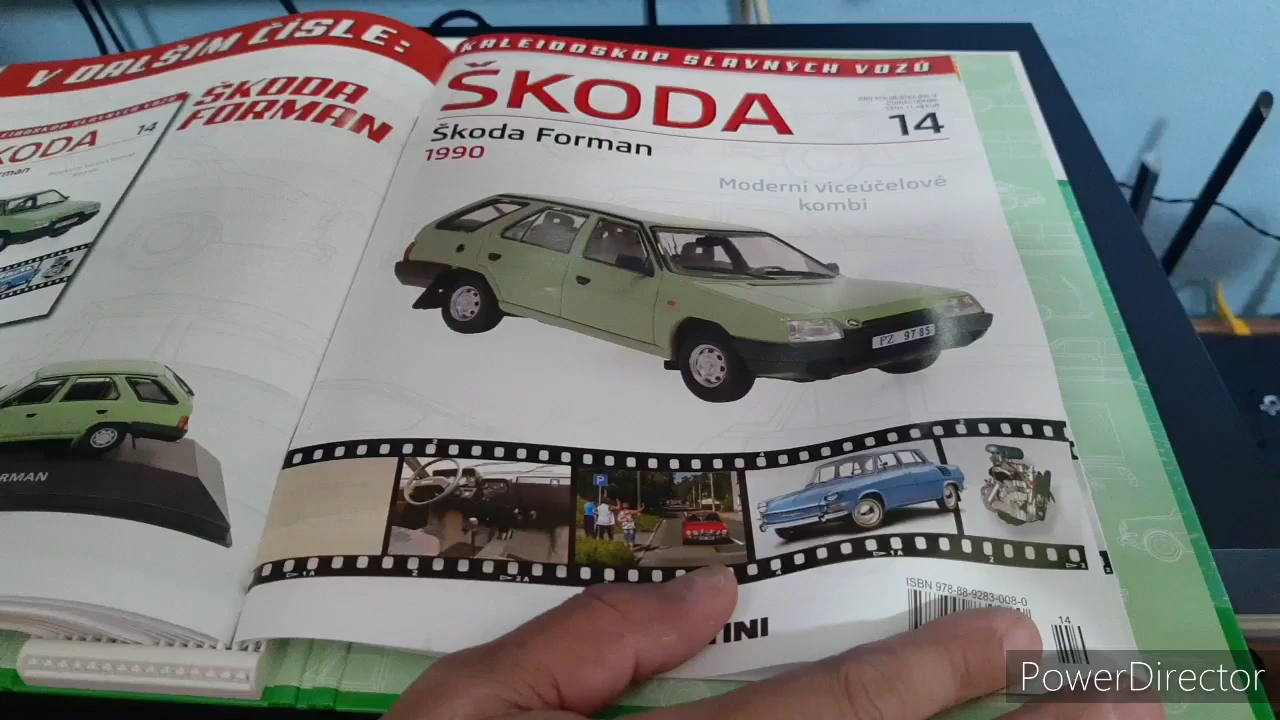 V DALŠÍM ČÍSLE:
ŠKODA
FORMAN
14
FORMAN
KALEIDOSKOP SLAVNÝCH VOZŮ
ŠKODA
14
Škoda Forman
1990
Moderní víceúčelové
kombi
PZ 97 85
P
ISBN 978-88-9283-008-0
14
TINI
PowerDirector